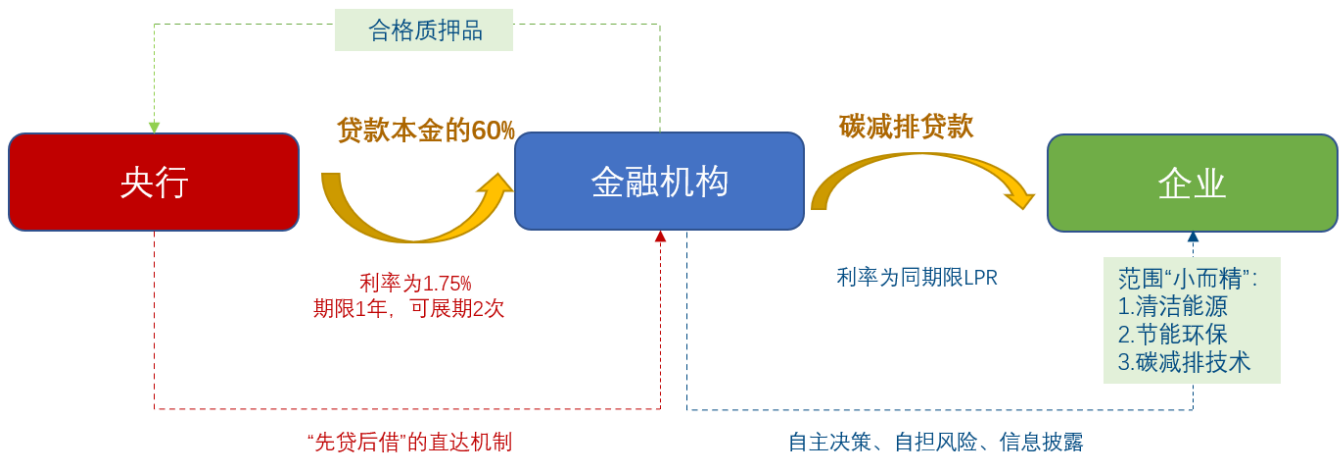 合格质押品
贷款本金的60%
碳减排贷款
央行
金融机构
企业
利率为1.75%
期限1年，可展期2次
利率为同期限LPR
范围“小而精”：
1.清洁能源
2.节能环保
3.碳减排技术
“先贷后借”的直达机制
自主决策、自担风险、信息披露